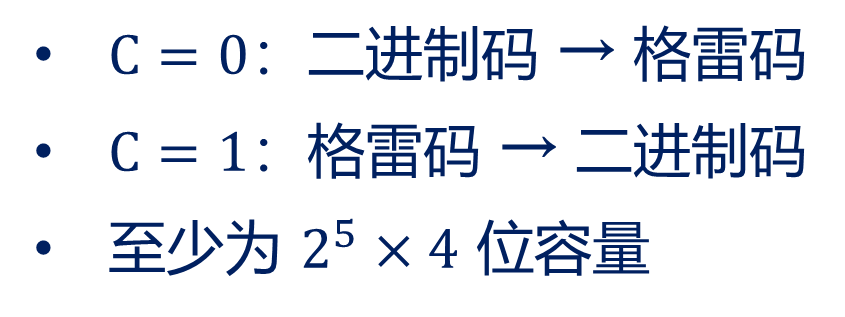 • C = 0：二进制码 → 格雷码
• C = 1：格雷码 → 二进制码
• 至少为 2⁵ × 4 位容量